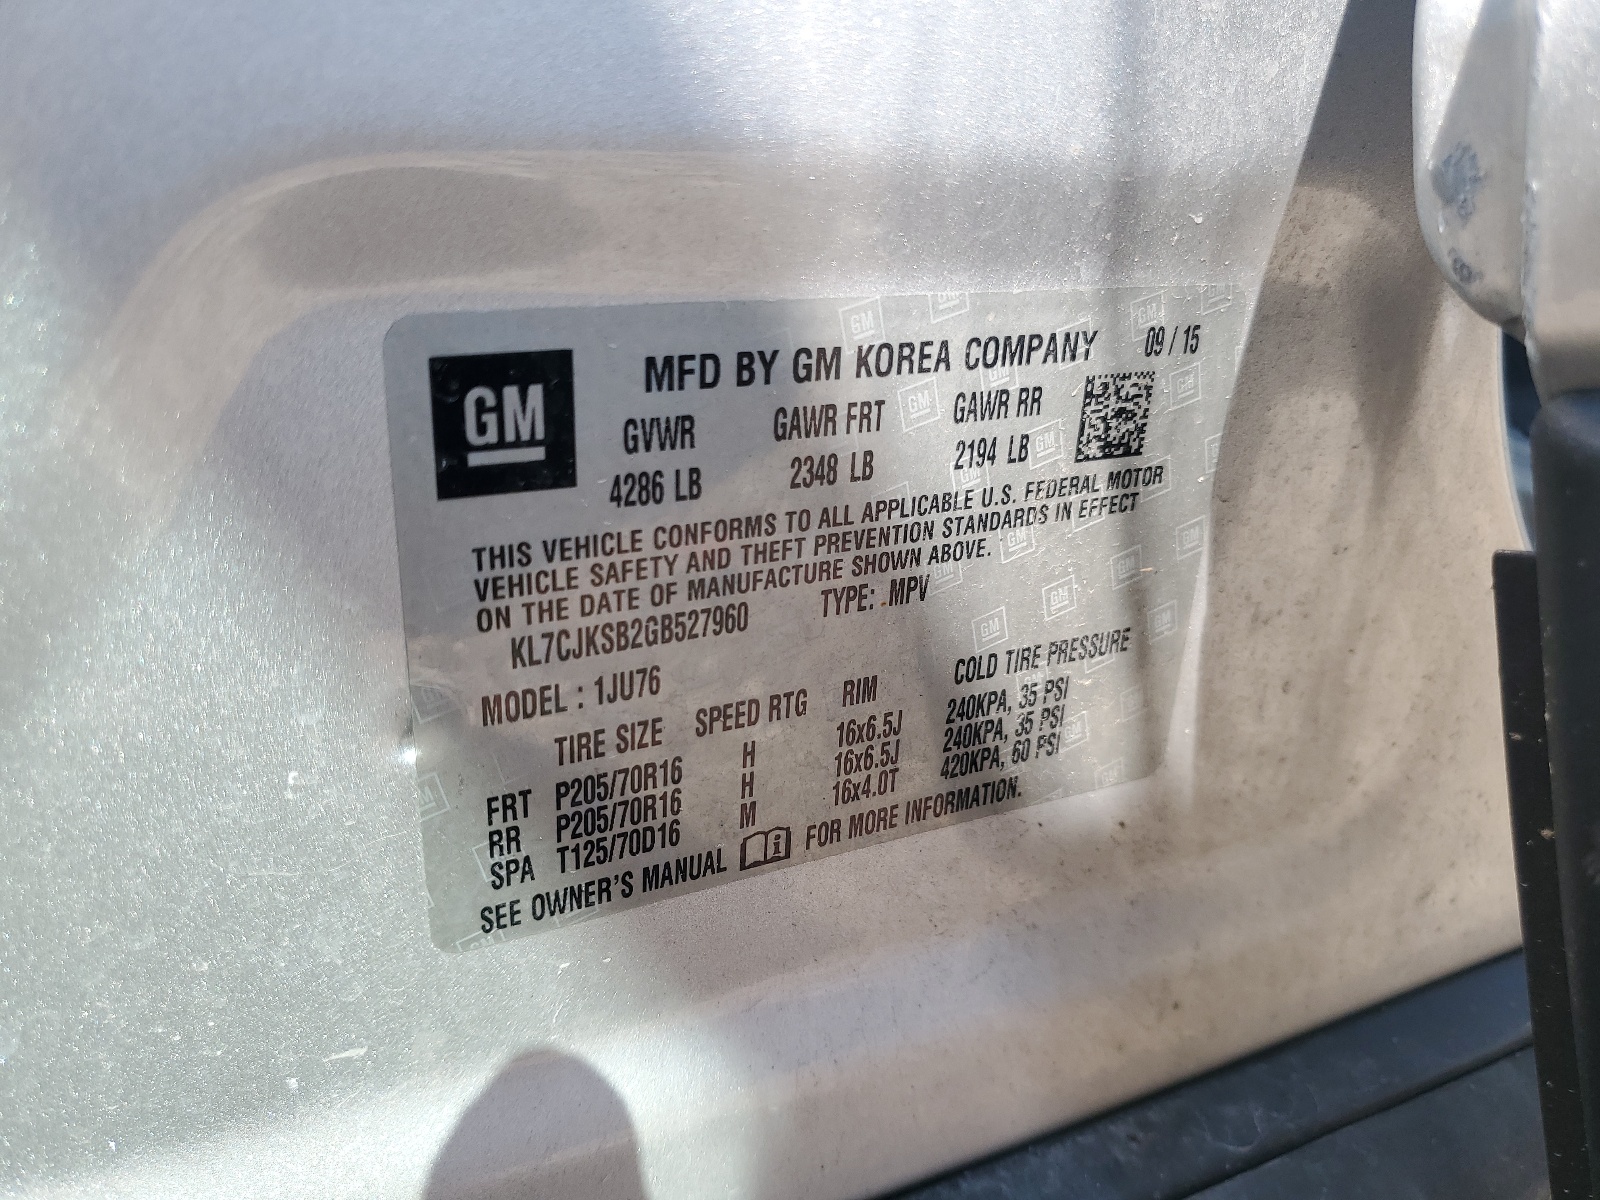 GM
MFD BY GM KOREA COMPANY 09 / 15
GVWR GAWR FRT GAWR RR
4286 LB 2348 LB 2194 LB
THIS VEHICLE CONFORMS TO ALL APPLICABLE U.S. FEDERAL MOTOR
VEHICLE SAFETY AND THEFT PREVENTION STANDARDS IN EFFECT
ON THE DATE OF MANUFACTURE SHOWN ABOVE.
KL7CJKSB2GB527960 TYPE: MPV
MODEL : 1JU76
TIRE SIZE SPEED RTG RIM COLD TIRE PRESSURE
FRT P205/70R16 H 16x6.5J 240KPA, 35 PSI
RR P205/70R16 H 16x6.5J 240KPA, 35 PSI
SPA T125/70D16 M 16x4.0T 420KPA, 60 PSI
SEE OWNER'S MANUAL FOR MORE INFORMATION.